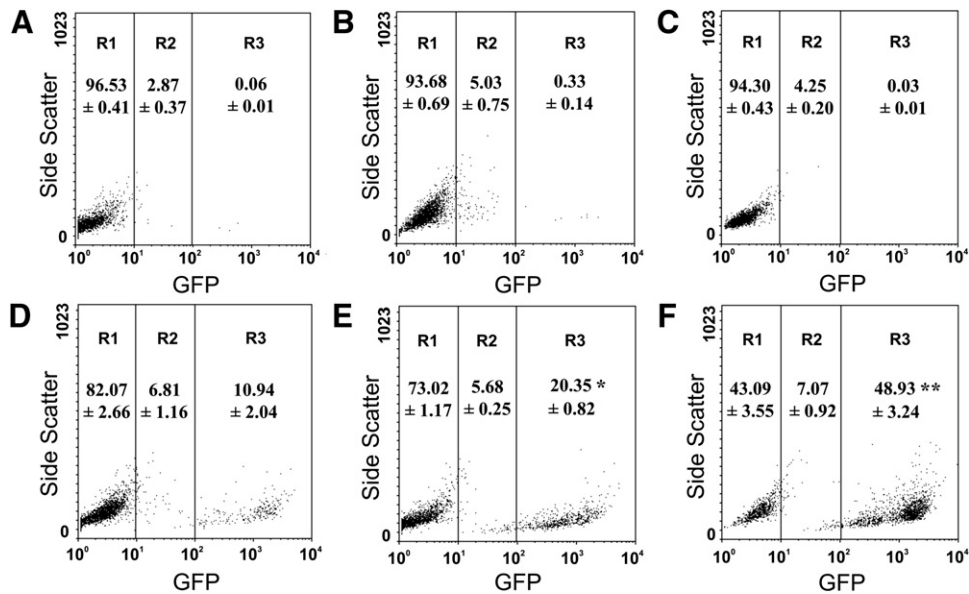 A
1023
Side Scatter
0
R1 R2 R3
96.53 2.87 0.06
± 0.41 ± 0.37 ± 0.01
10⁰ 10¹ 10² 10³ 10⁴
GFP
B
1023
Side Scatter
0
R1 R2 R3
93.68 5.03 0.33
± 0.69 ± 0.75 ± 0.14
10⁰ 10¹ 10² 10³ 10⁴
GFP
C
1023
Side Scatter
0
R1 R2 R3
94.30 4.25 0.03
± 0.43 ± 0.20 ± 0.01
10⁰ 10¹ 10² 10³ 10⁴
GFP
D
1023
Side Scatter
0
R1 R2 R3
82.07 6.81 10.94
± 2.66 ± 1.16 ± 2.04
10⁰ 10¹ 10² 10³ 10⁴
GFP
E
1023
Side Scatter
0
R1 R2 R3
73.02 5.68 20.35 *
± 1.17 ± 0.25 ± 0.82
10⁰ 10¹ 10² 10³ 10⁴
GFP
F
1023
Side Scatter
0
R1 R2 R3
43.09 7.07 48.93 **
± 3.55 ± 0.92 ± 3.24
10⁰ 10¹ 10² 10³ 10⁴
GFP